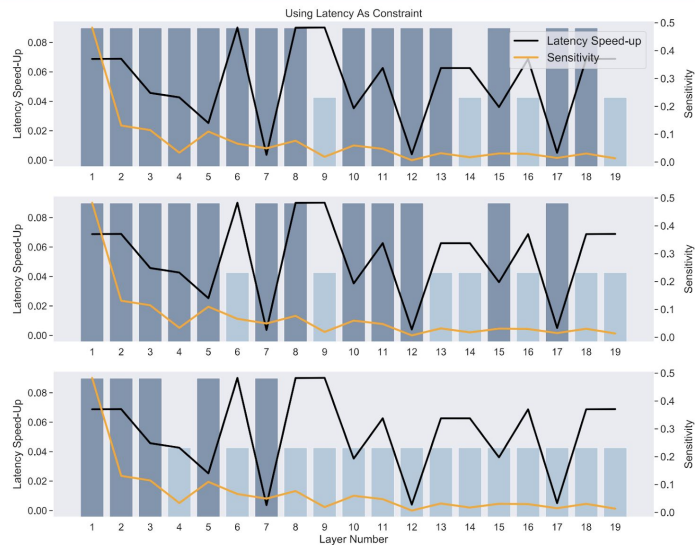 Using Latency As Constraint
Latency Speed-Up
0.08
0.06
0.04
0.02
0.00
Latency Speed-up
Sensitivity
0.5
0.4
0.3
0.2
0.1
0.0
Sensitivity
1 2 3 4 5 6 7 8 9 10 11 12 13 14 15 16 17 18 19
Latency Speed-Up
0.08
0.06
0.04
0.02
0.00
0.5
0.4
0.3
0.2
0.1
0.0
Sensitivity
1 2 3 4 5 6 7 8 9 10 11 12 13 14 15 16 17 18 19
Latency Speed-Up
0.08
0.06
0.04
0.02
0.00
0.5
0.4
0.3
0.2
0.1
0.0
Sensitivity
1 2 3 4 5 6 7 8 9 10 11 12 13 14 15 16 17 18 19
Layer Number